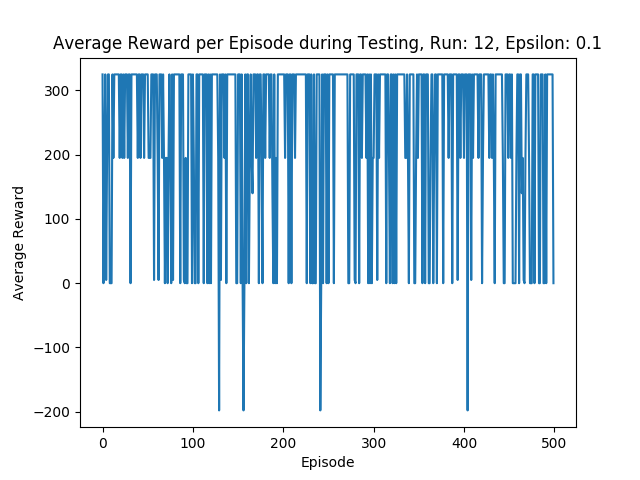 Average Reward per Episode during Testing, Run: 12, Epsilon: 0.1
300
200
100
0
−100
−200
Average Reward
0 100 200 300 400 500
Episode